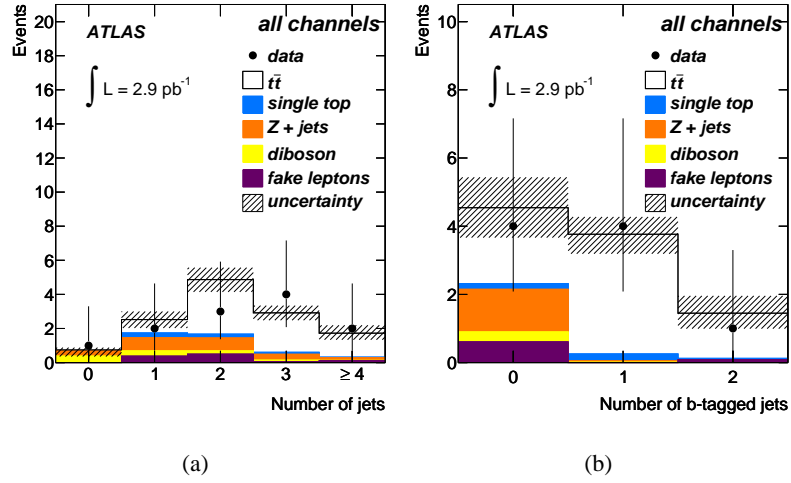 Events
20
18
16
14
12
10
8
6
4
2
0
ATLAS
all channels
∫ L = 2.9 pb⁻¹
data
tt̄
single top
Z + jets
diboson
fake leptons
uncertainty
0 1 2 3 ≥ 4
Number of jets
(a)
Events
10
8
6
4
2
0
ATLAS
all channels
∫ L = 2.9 pb⁻¹
data
tt̄
single top
Z + jets
diboson
fake leptons
uncertainty
0 1 2
Number of b-tagged jets
(b)